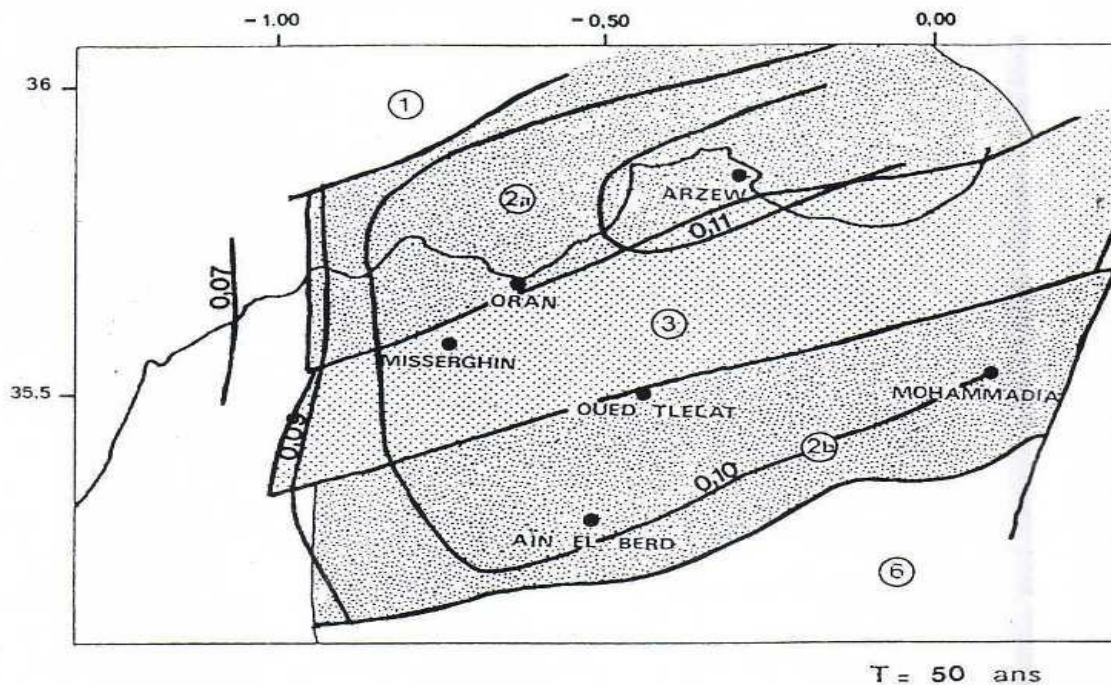 -1.00 -0,50 0,00
36
1
2a
ARZEW
0,11
0,07
ORAN
3
MISSERGHIN
35.5
MOHAMMADIA
OUED TLELAT
0,09
2b
0,10
AIN EL BERD
6
T = 50 ans